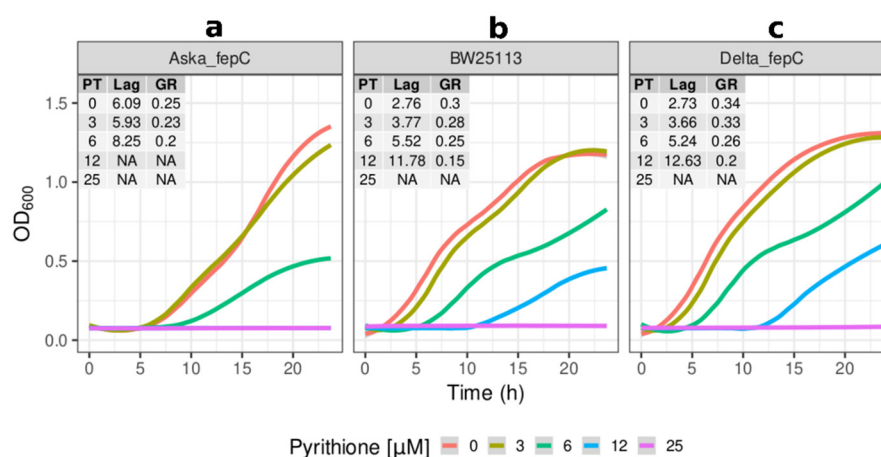 a b c
Aska_fepC BW25113 Delta_fepC
PT Lag GR PT Lag GR PT Lag GR
0 6.09 0.25 0 2.76 0.3 0 2.73 0.34
3 5.93 0.23 3 3.77 0.28 3 3.66 0.33
6 8.25 0.2 6 5.52 0.25 6 5.24 0.26
12 NA NA 12 11.78 0.15 12 12.63 0.2
25 NA NA 25 NA NA 25 NA NA
1.5
1.0
0.5
0.0
OD600
0 5 10 15 20 0 5 10 15 20 0 5 10 15 20
Time (h)
Pyrithione [µM] 0 3 6 12 25